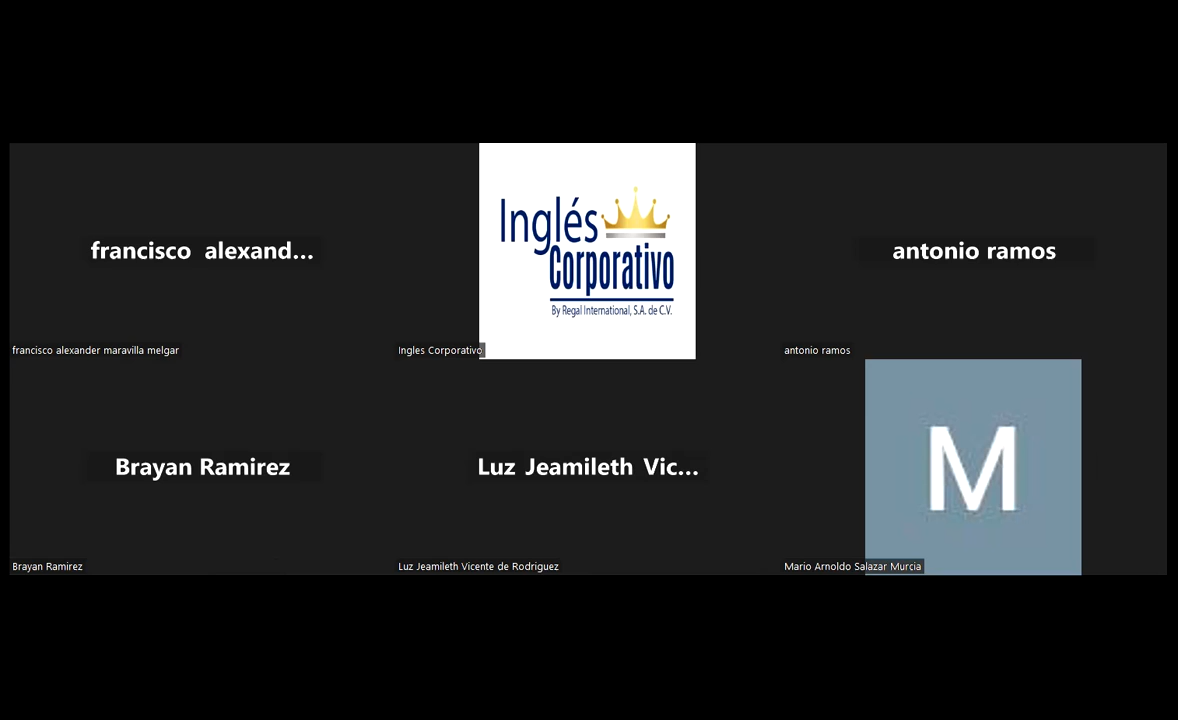 francisco alexand...
francisco alexander maravilla melgar
Inglés
Corporativo
By Regal International, S.A. de C.V.
Ingles Corporativo
antonio ramos
antonio ramos
Brayan Ramirez
Brayan Ramirez
Luz Jeamileth Vic...
Luz Jeamileth Vicente de Rodriguez
M
Mario Arnoldo Salazar Murcia